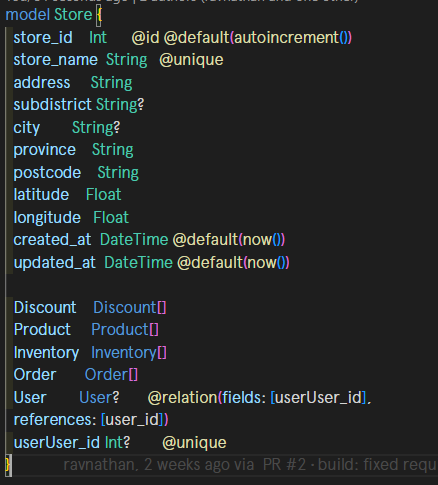 model Store {
store_id Int @id @default(autoincrement())
store_name String @unique
address String
subdistrict String?
city String?
province String
postcode String
latitude Float
longitude Float
created_at DateTime @default(now())
updated_at DateTime @default(now())
Discount Discount[]
Product Product[]
Inventory Inventory[]
Order Order[]
User User? @relation(fields: [userUser_id],
references: [user_id])
userUser_id Int? @unique
} ravnathan, 2 weeks ago via PR #2 · build: fixed requ